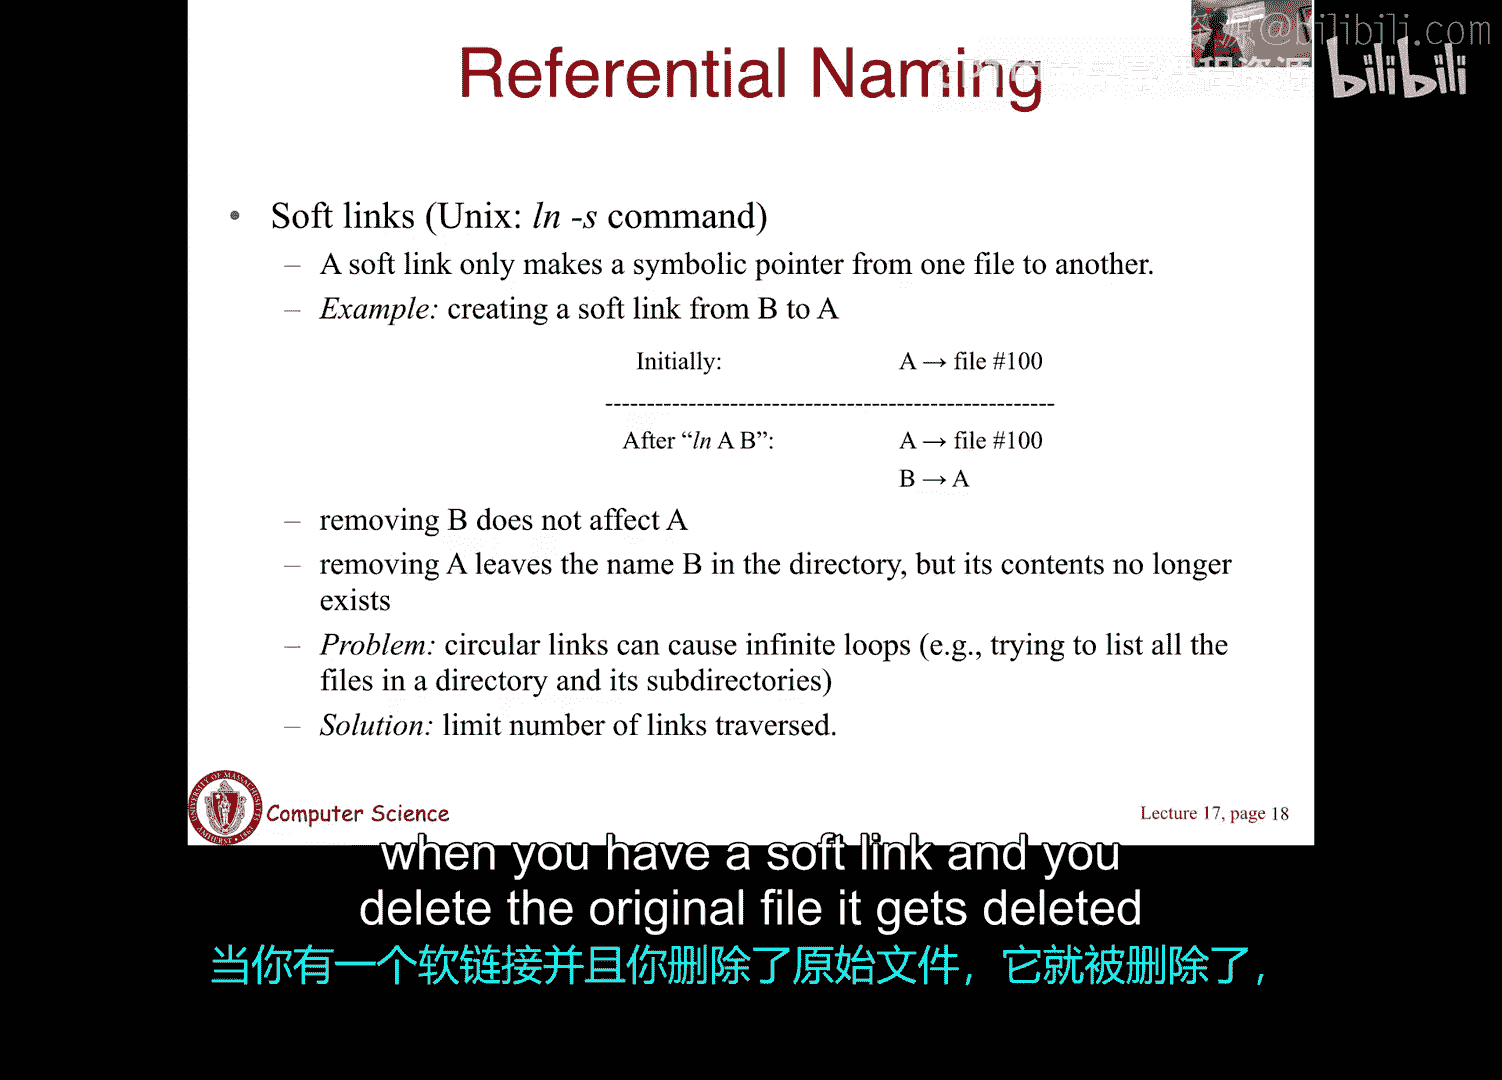 资源@bilibili.com
bilibili
Referential Naming
• Soft links (Unix: ln -s command)
– A soft link only makes a symbolic pointer from one file to another.
– Example: creating a soft link from B to A
Initially: A → file #100
------------------------------------------------------
After “ln A B”: A → file #100
B → A
– removing B does not affect A
– removing A leaves the name B in the directory, but its contents no longer
exists
– Problem: circular links can cause infinite loops (e.g., trying to list all the
files in a directory and its subdirectories)
– Solution: limit number of links traversed.
Computer Science
Lecture 17, page 18
when you have a soft link and you
delete the original file it gets deleted
当你有一个软链接并且你删除了原始文件，它就被删除了，